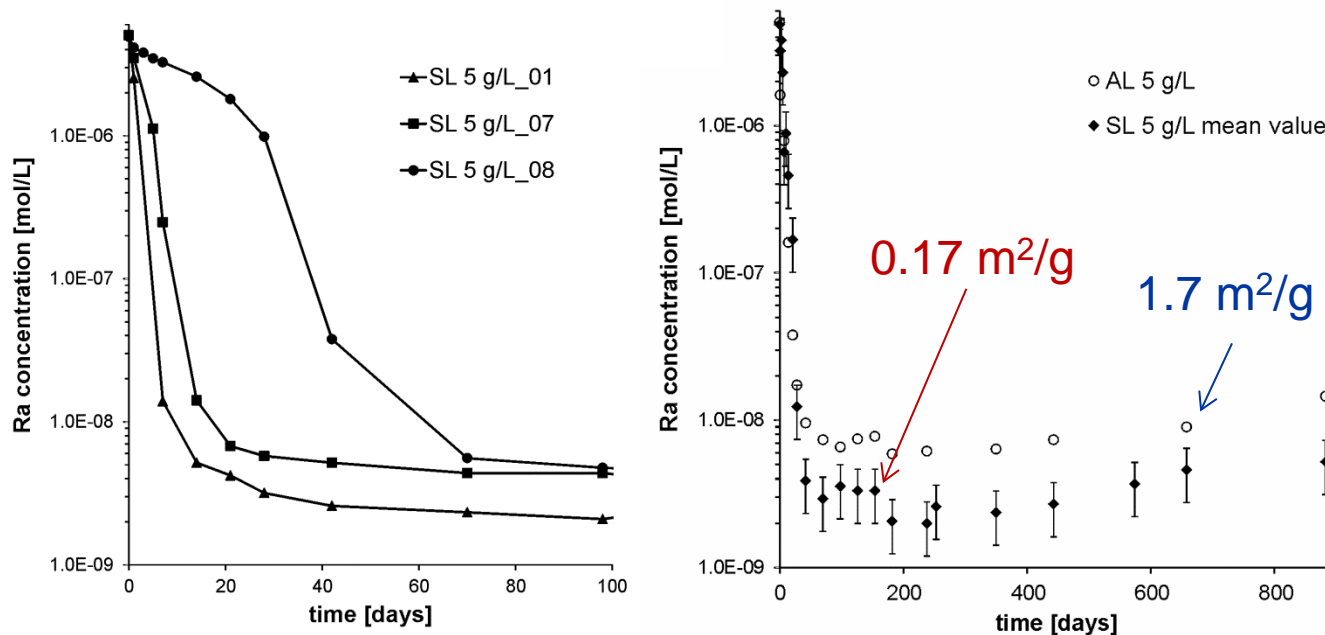 SL 5 g/L_01
SL 5 g/L_07
SL 5 g/L_08
Ra concentration [mol/L]
1.0E-06
1.0E-07
1.0E-08
1.0E-09
0 20 40 60 80 100
time [days]
AL 5 g/L
SL 5 g/L mean value
0.17 m²/g
1.7 m²/g
Ra concentration [mol/L]
1.0E-06
1.0E-07
1.0E-08
1.0E-09
0 200 400 600 800
time [days]